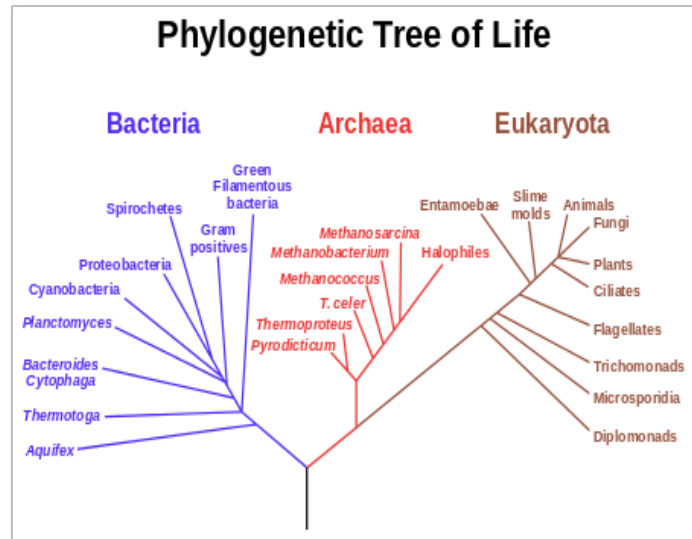 Phylogenetic Tree of Life
Bacteria
Archaea
Eukaryota
Green
Filamentous
bacteria
Spirochetes
Gram
positives
Proteobacteria
Cyanobacteria
Planctomyces
Bacteroides
Cytophaga
Thermotoga
Aquifex
Methanosarcina
Methanobacterium
Halophiles
Methanococcus
T. celer
Thermoproteus
Pyrodicticum
Entamoebae
Slime
molds
Animals
Fungi
Plants
Ciliates
Flagellates
Trichomonads
Microsporidia
Diplomonads